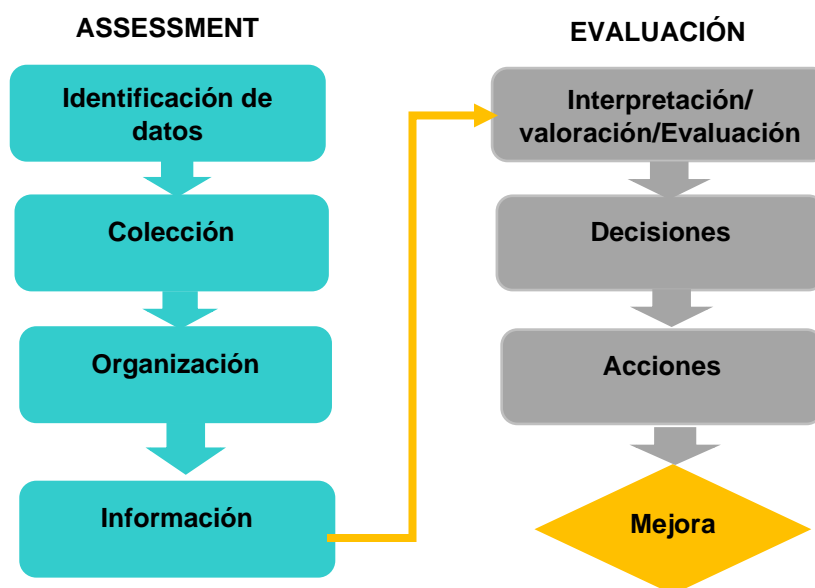 ASSESSMENT
Identificación de
datos
Colección
Organización
Información
EVALUACIÓN
Interpretación/
valoración/Evaluación
Decisiones
Acciones
Mejora